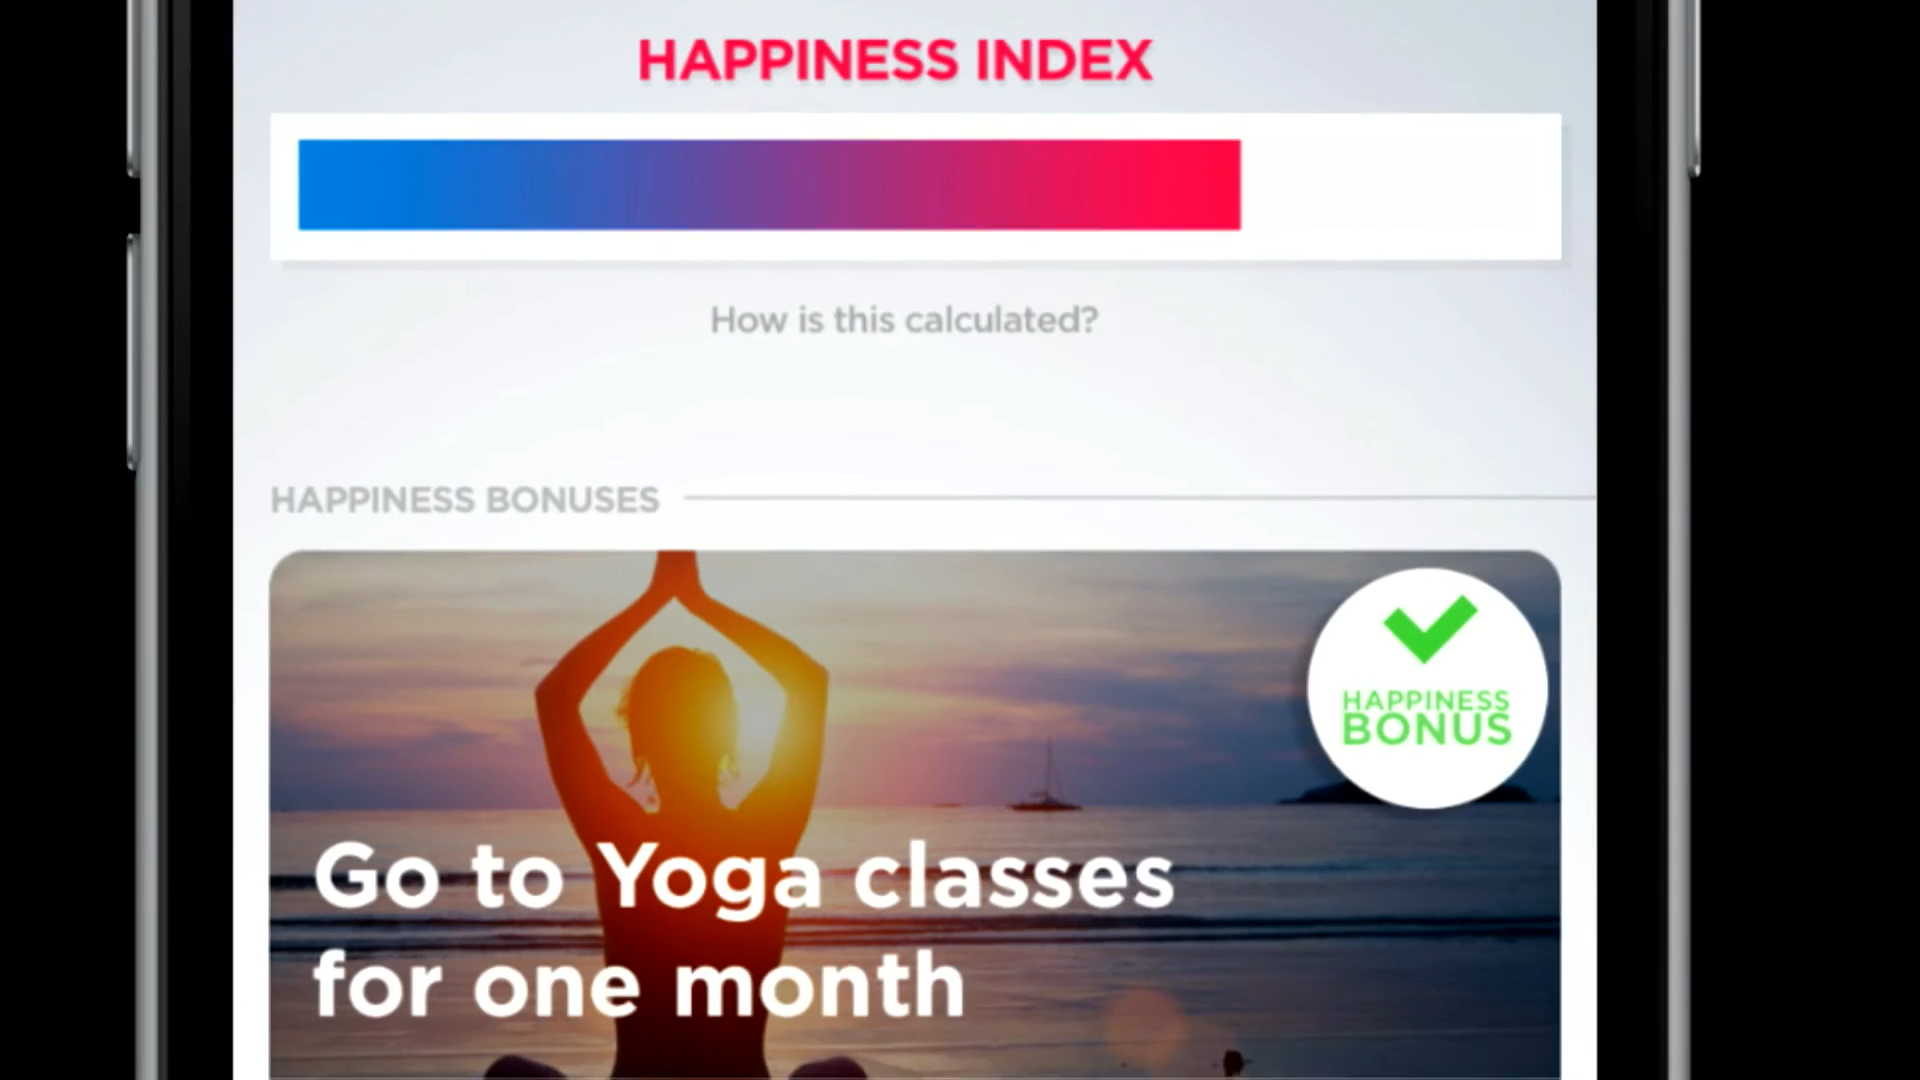 HAPPINESS INDEX
How is this calculated?
HAPPINESS BONUSES
HAPPINESS
BONUS
Go to Yoga classes
for one month